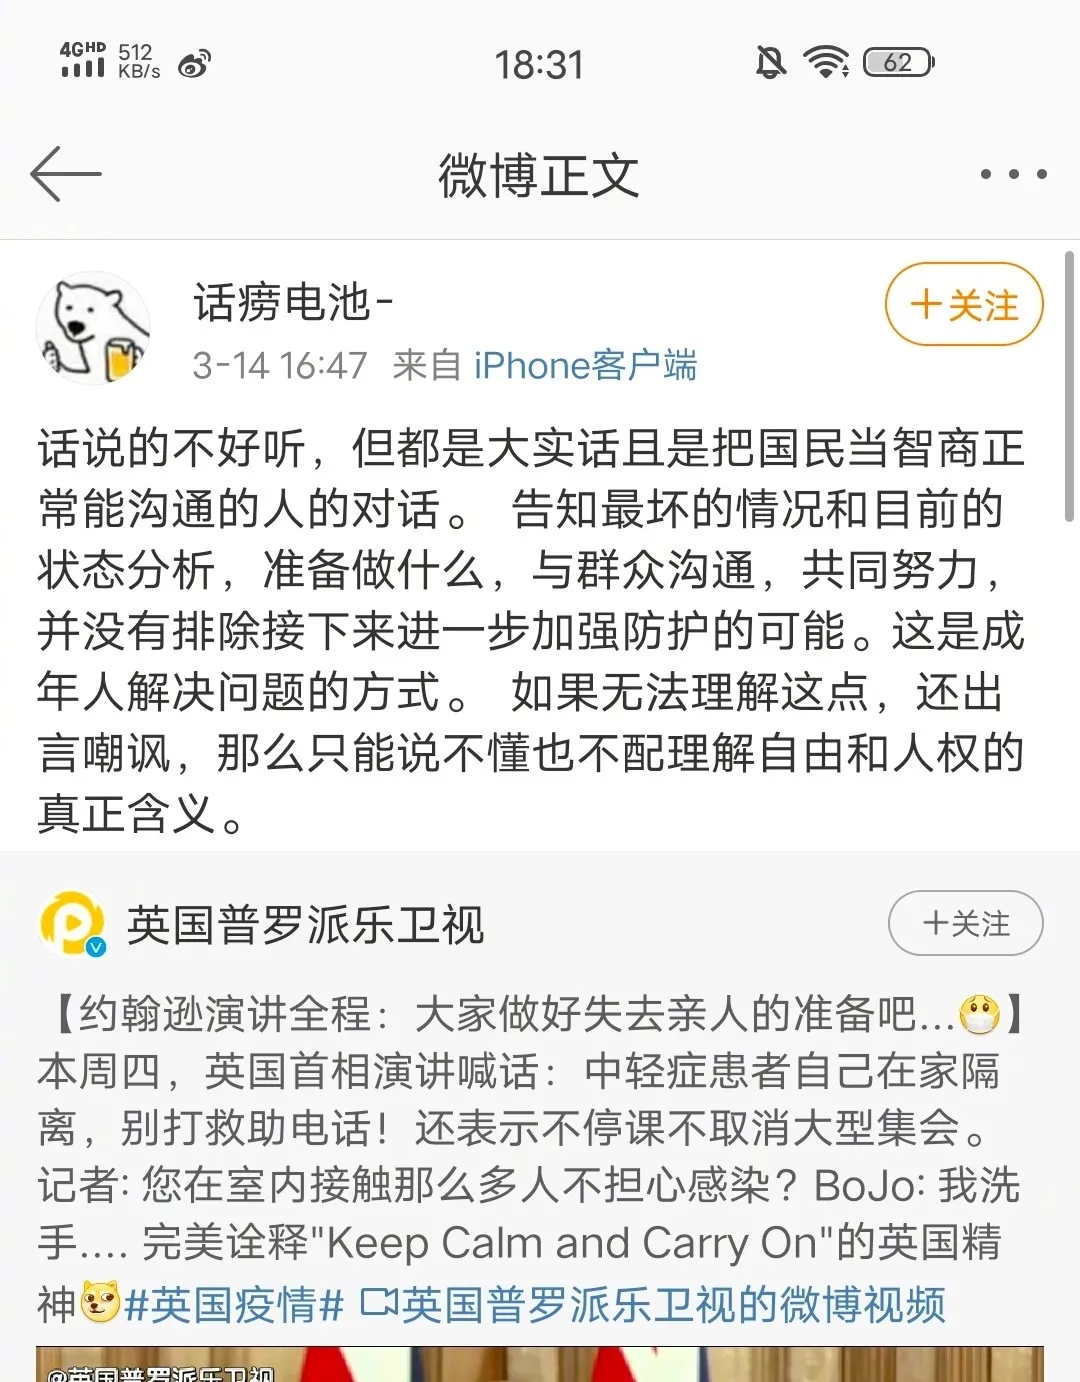 4GHD 512 KB/s 18:31 62
微博正文
话痨电池-
+关注
3-14 16:47 来自 iPhone客户端
话说的不好听，但都是大实话且是把国民当智商正
常能沟通的人的对话。 告知最坏的情况和目前的
状态分析，准备做什么，与群众沟通，共同努力，
并没有排除接下来进一步加强防护的可能。这是成
年人解决问题的方式。 如果无法理解这点，还出
言嘲讽，那么只能说不懂也不配理解自由和人权的
真正含义。
英国普罗派乐卫视
+关注
【约翰逊演讲全程：大家做好失去亲人的准备吧...😷】
本周四，英国首相演讲喊话：中轻症患者自己在家隔
离，别打救助电话！还表示不停课不取消大型集会。
记者: 您在室内接触那么多人不担心感染？BoJo: 我洗
手.... 完美诠释"Keep Calm and Carry On"的英国精
神#英国疫情# 英国普罗派乐卫视的微博视频
@英国普罗派乐卫视